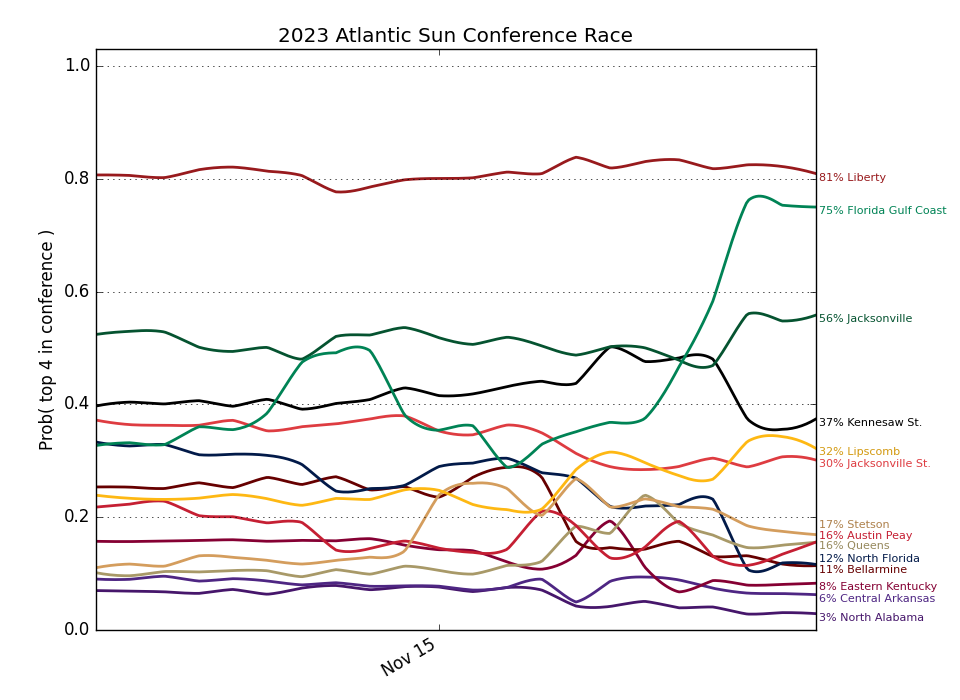 2023 Atlantic Sun Conference Race
Prob( top 4 in conference )
1.0
0.8
0.6
0.4
0.2
0.0
Nov 15
81% Liberty
75% Florida Gulf Coast
56% Jacksonville
37% Kennesaw St.
32% Lipscomb
30% Jacksonville St.
17% Stetson
16% Austin Peay
16% Queens
12% North Florida
11% Bellarmine
8% Eastern Kentucky
6% Central Arkansas
3% North Alabama